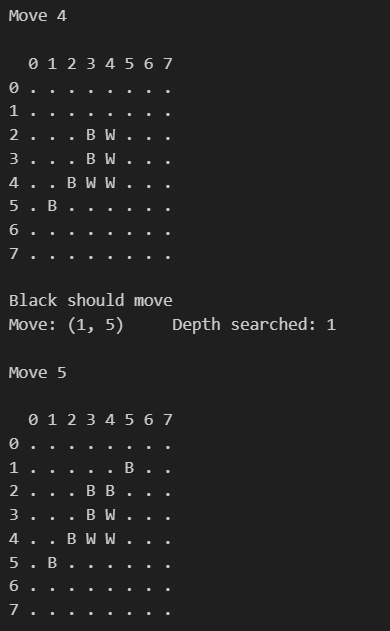 Move 4
0 1 2 3 4 5 6 7
0 . . . . . . . .
1 . . . . . . . .
2 . . . B W . . .
3 . . . B W . . .
4 . . B W W . . .
5 . B . . . . . .
6 . . . . . . . .
7 . . . . . . . .
Black should move
Move: (1, 5)     Depth searched: 1
Move 5
0 1 2 3 4 5 6 7
0 . . . . . . . .
1 . . . . . B . .
2 . . . B B . . .
3 . . . B W . . .
4 . . B W W . . .
5 . B . . . . . .
6 . . . . . . . .
7 . . . . . . . .